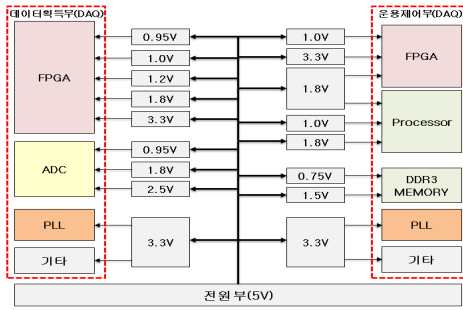 데이터획득부(DAQ)
운용제어부(DAQ)
FPGA
0.95V
1.0V
1.2V
1.8V
3.3V
ADC
0.95V
1.8V
2.5V
PLL
기타
3.3V
1.0V
3.3V
1.8V
1.0V
1.8V
0.75V
1.5V
3.3V
FPGA
Processor
DDR3
MEMORY
PLL
기타
전원부(5V)